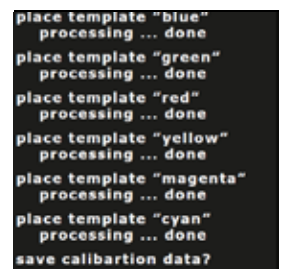 place template "blue"
processing ... done
place template "green"
processing ... done
place template "red"
processing ... done
place template "yellow"
processing ... done
place template "magenta"
processing ... done
place template "cyan"
processing ... done
save calibartion data?